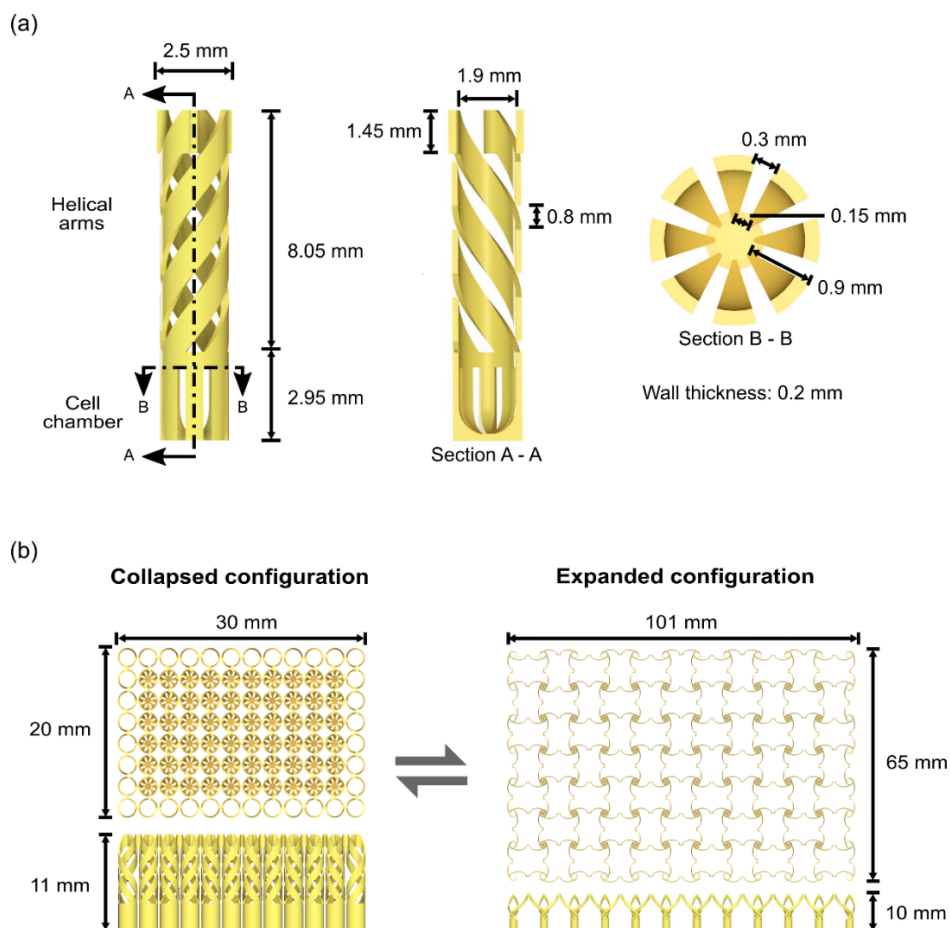 (a)
2.5 mm
A
1.9 mm
1.45 mm
0.3 mm
Helical
arms
0.8 mm
0.15 mm
8.05 mm
0.9 mm
Section B - B
B
B
Wall thickness: 0.2 mm
Cell
chamber
2.95 mm
A
Section A - A
(b)
Collapsed configuration
Expanded configuration
30 mm
101 mm
20 mm
65 mm
11 mm
10 mm